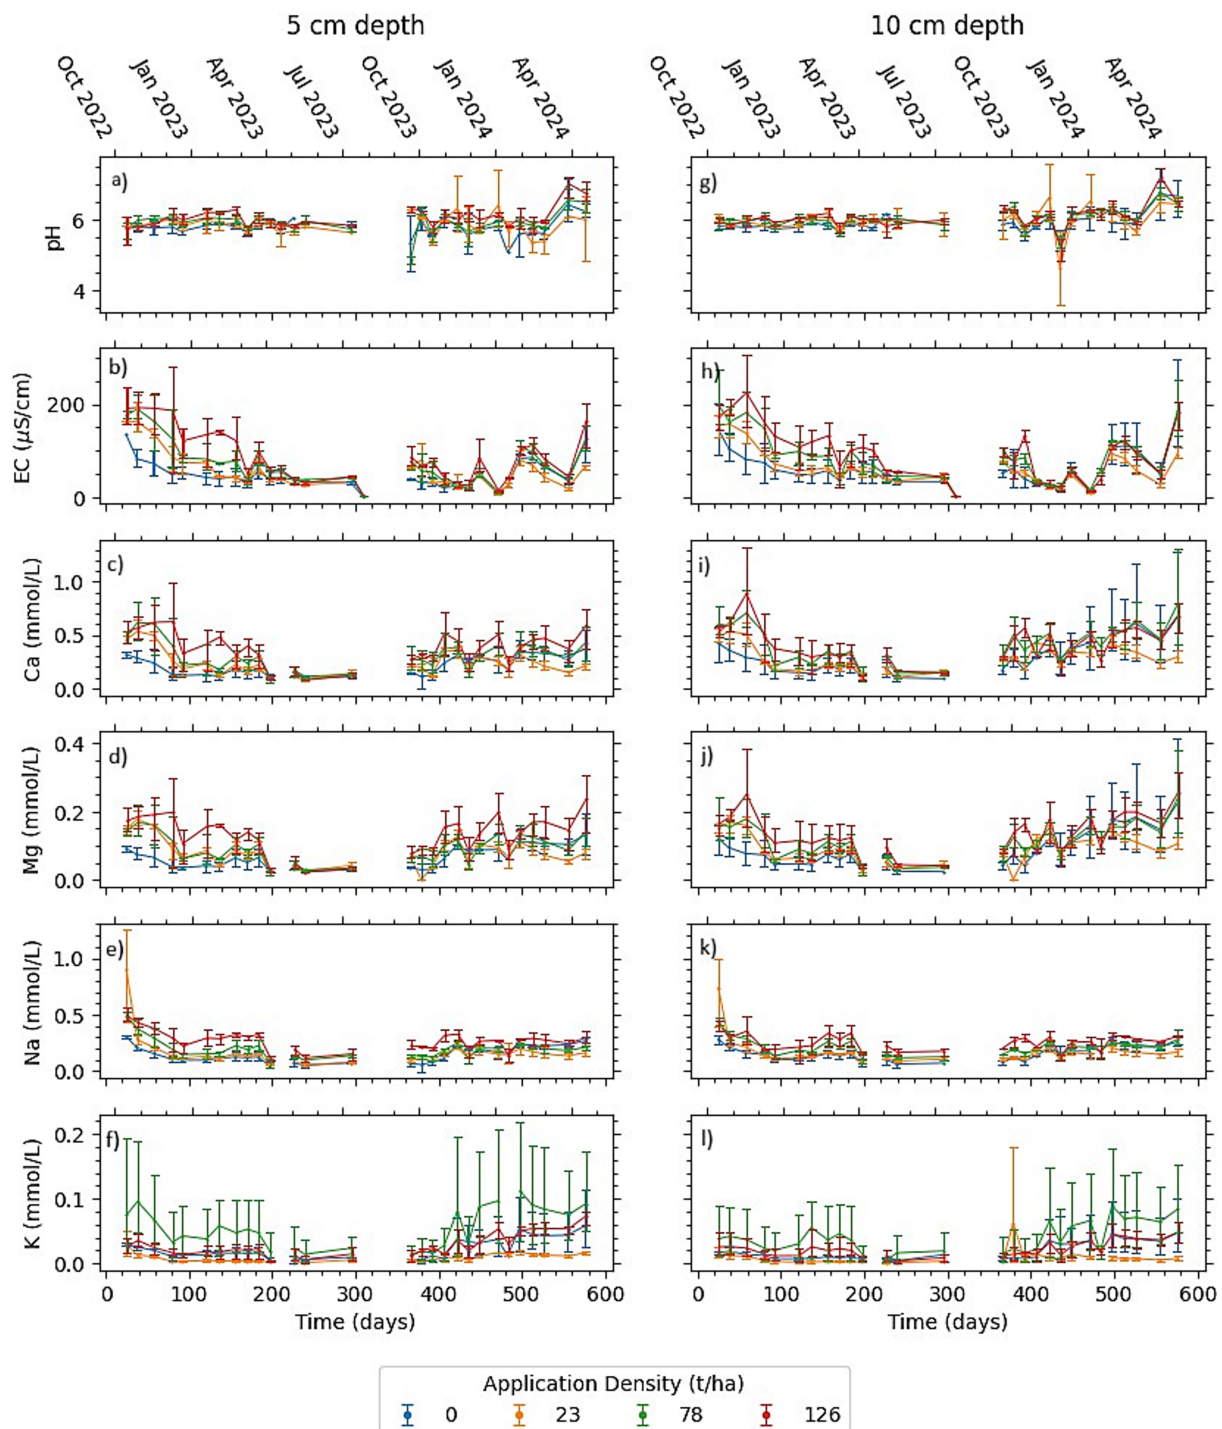 5 cm depth 10 cm depth
Oct 2022 Jan 2023 Apr 2023 Jul 2023 Oct 2023 Jan 2024 Apr 2024 Oct 2022 Jan 2023 Apr 2023 Jul 2023 Oct 2023 Jan 2024 Apr 2024
a) g)
pH
6
4
b) h)
EC (μS/cm)
200
0
c) i)
Ca (mmol/L)
1.0
0.5
0.0
d) j)
Mg (mmol/L)
0.4
0.2
0.0
e) k)
Na (mmol/L)
1.0
0.5
0.0
f) l)
K (mmol/L)
0.2
0.1
0.0
0 100 200 300 400 500 600 0 100 200 300 400 500 600
Time (days) Time (days)
Application Density (t/ha)
0 23 78 126